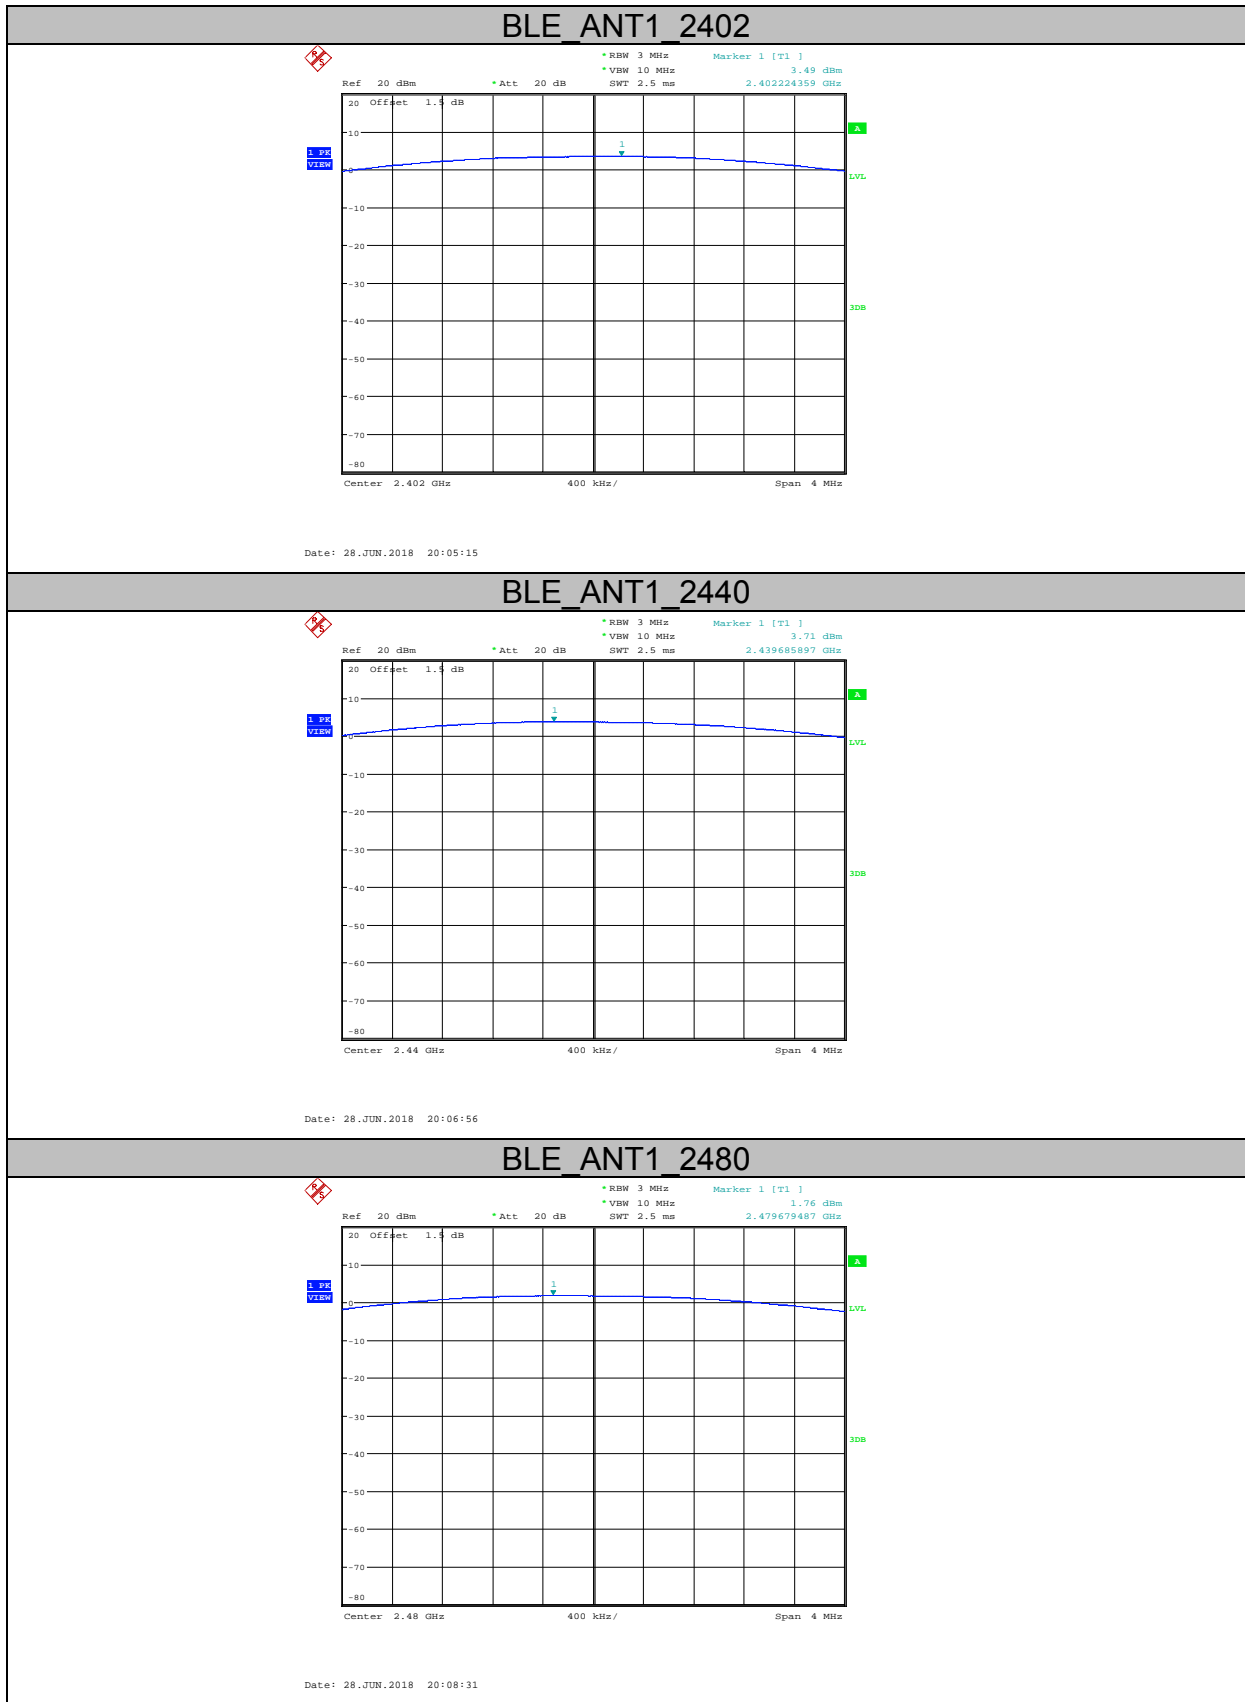 BLE_ANT1_2402
R S
* RBW 3 MHz Marker 1 [T1 ]
* VBW 10 MHz 3.49 dBm
Ref 20 dBm * Att 20 dB SWT 2.5 ms 2.402224359 GHz
20 Offset 1.5 dB
A
10
1
1 PK
VIEW
0
LVL
-10
-20
-30
3DB
-40
-50
-60
-70
-80
Center 2.402 GHz 400 kHz/ Span 4 MHz
Date: 28.JUN.2018 20:05:15
BLE_ANT1_2440
R S
* RBW 3 MHz Marker 1 [T1 ]
* VBW 10 MHz 3.71 dBm
Ref 20 dBm * Att 20 dB SWT 2.5 ms 2.439685897 GHz
20 Offset 1.5 dB
A
10
1
1 PK
VIEW
0
LVL
-10
-20
-30
3DB
-40
-50
-60
-70
-80
Center 2.44 GHz 400 kHz/ Span 4 MHz
Date: 28.JUN.2018 20:06:56
BLE_ANT1_2480
R S
* RBW 3 MHz Marker 1 [T1 ]
* VBW 10 MHz 1.76 dBm
Ref 20 dBm * Att 20 dB SWT 2.5 ms 2.479679487 GHz
20 Offset 1.5 dB
A
10
1
1 PK
VIEW
0
LVL
-10
-20
-30
3DB
-40
-50
-60
-70
-80
Center 2.48 GHz 400 kHz/ Span 4 MHz
Date: 28.JUN.2018 20:08:31